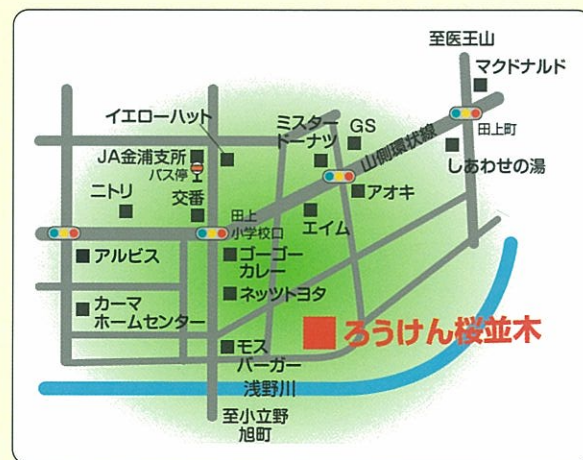 至医王山
マクドナルド
イエローハット
ミスター
ドーナツ
GS
山側環状線
田上町
JA金浦支所
バス停
しあわせの湯
ニトリ
交番
アオキ
田上
小学校口
エイム
アルビス
ゴーゴー
カレー
カーマ
ホームセンター
ネッツトヨタ
ろうけん桜並木
モス
バーガー
浅野川
至小立野
旭町